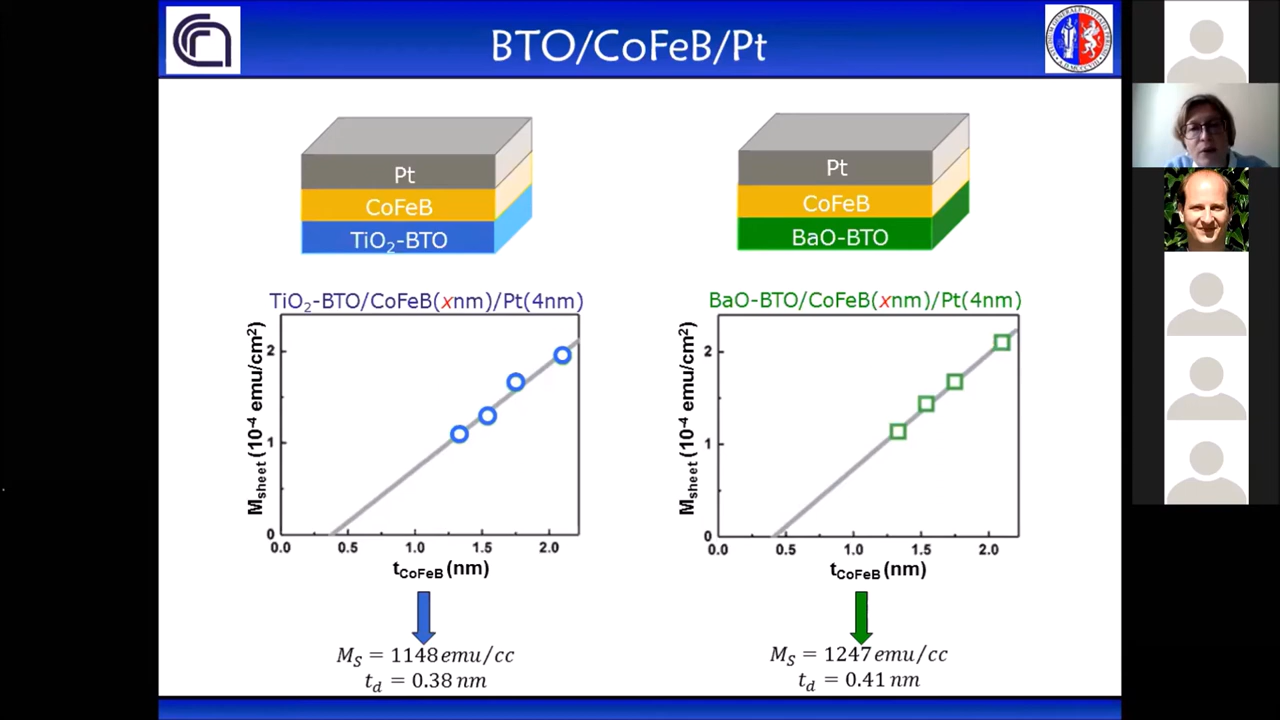 BTO/CoFeB/Pt
Pt
CoFeB
TiO₂-BTO
Pt
CoFeB
BaO-BTO
TiO₂-BTO/CoFeB(xnm)/Pt(4nm)
M_sheet (10⁻⁴ emu/cm²)
2
1
0
0.0 0.5 1.0 1.5 2.0
t_CoFeB (nm)
M_S = 1148 emu/cc
t_d = 0.38 nm
BaO-BTO/CoFeB(xnm)/Pt(4nm)
M_sheet (10⁻⁴ emu/cm²)
2
1
0
0.0 0.5 1.0 1.5 2.0
t_CoFeB (nm)
M_S = 1247 emu/cc
t_d = 0.41 nm